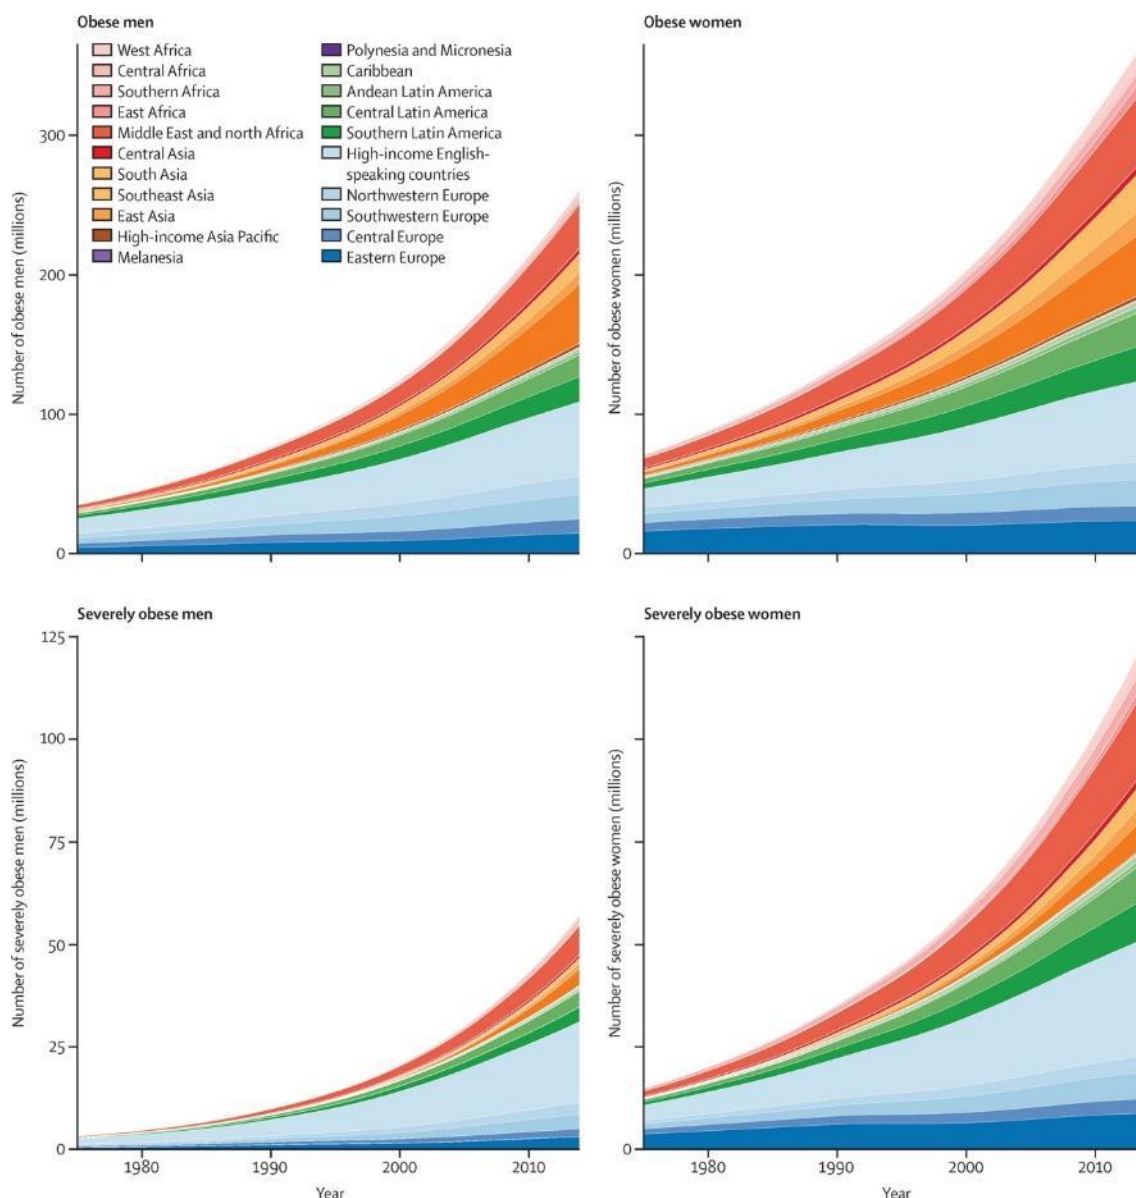 Obese men
West Africa
Central Africa
Southern Africa
East Africa
Middle East and north Africa
Central Asia
South Asia
Southeast Asia
East Asia
High-income Asia Pacific
Melanesia
Polynesia and Micronesia
Caribbean
Andean Latin America
Central Latin America
Southern Latin America
High-income English-
speaking countries
Northwestern Europe
Southwestern Europe
Central Europe
Eastern Europe
Number of obese men (millions)
300
200
100
0
1980
1990
2000
2010
Obese women
Number of obese women (millions)
0
1980
1990
2000
2010
Severely obese men
Number of severely obese men (millions)
125
100
75
50
25
0
1980
1990
2000
2010
Year
Severely obese women
Number of severely obese women (millions)
0
1980
1990
2000
2010
Year